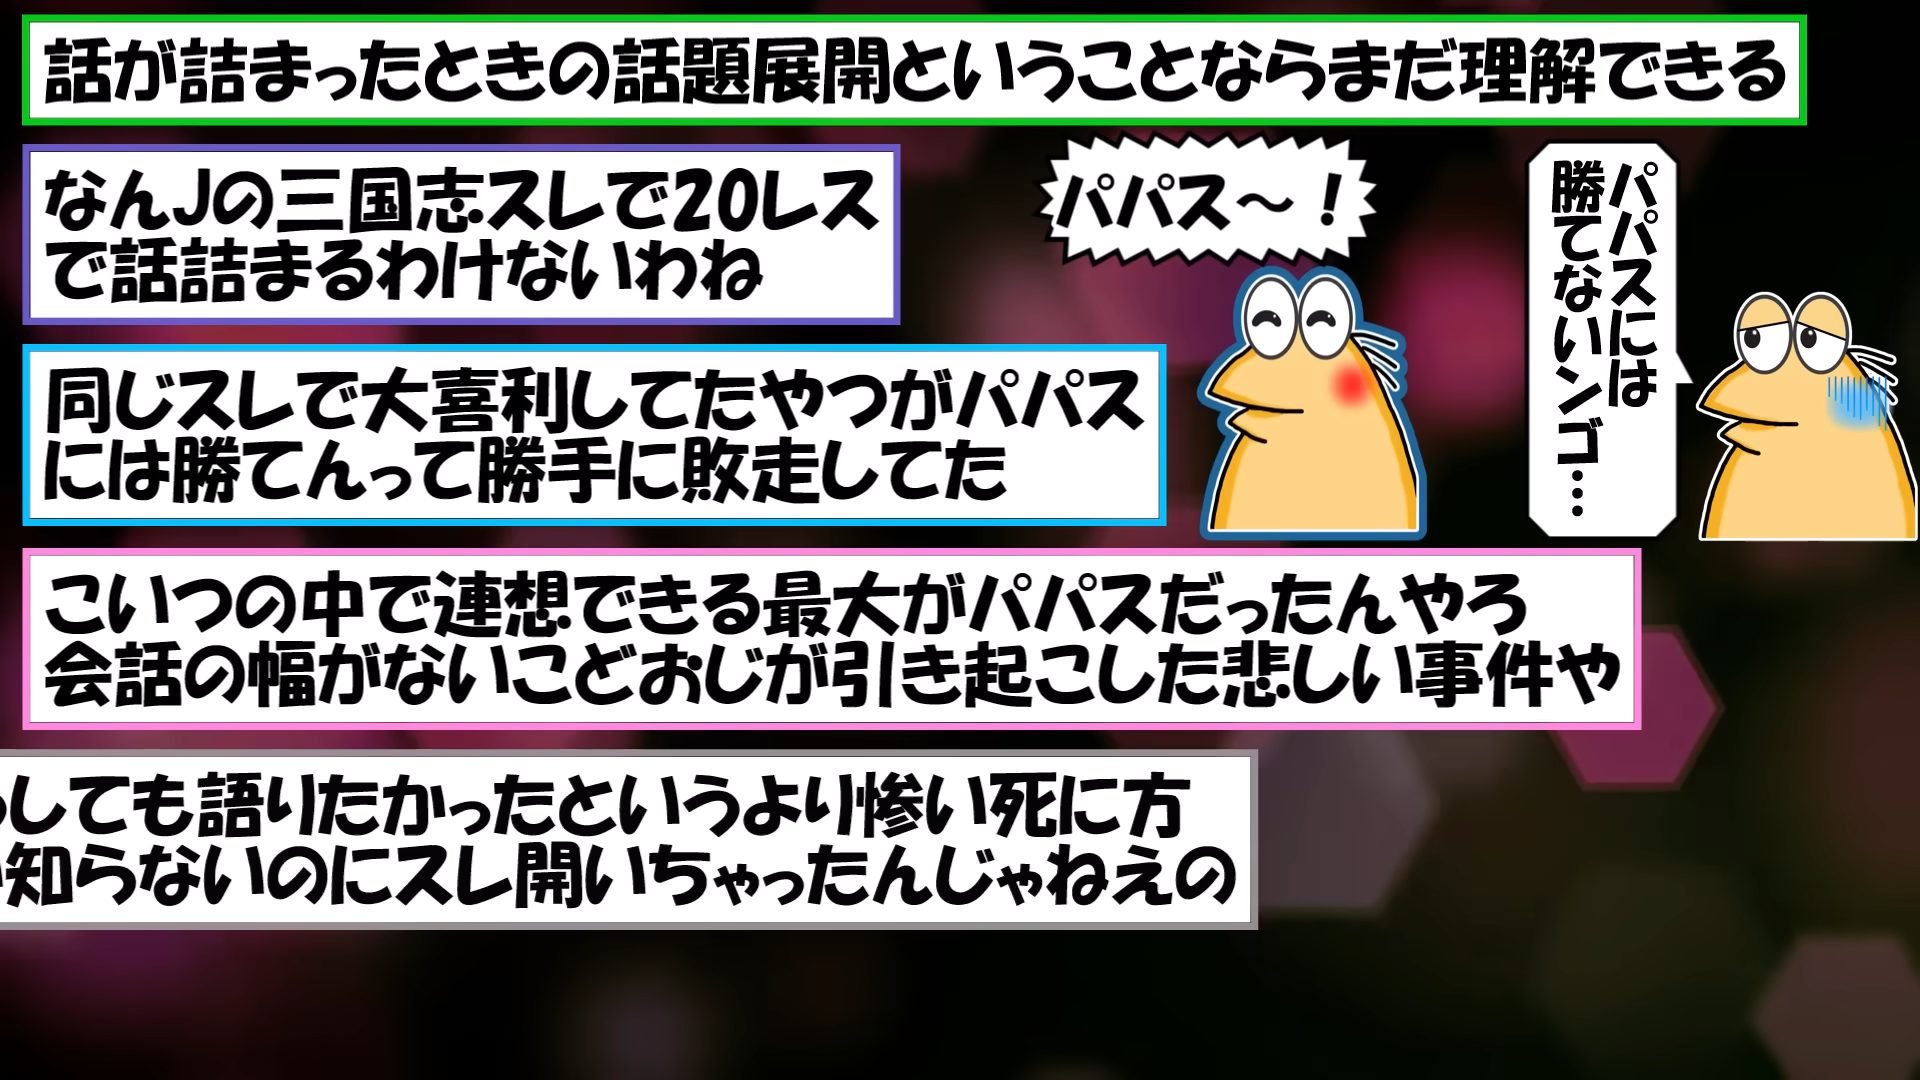 話が詰まったときの話題展開ということならまだ理解できる
なんJの三国志スレで20レス
で話詰まるわけないわね
パパス～！
パパスには
勝てないンゴ…
同じスレで大喜利してたやつがパパス
には勝てんって勝手に敗走してた
こいつの中で連想できる最大がパパスだったんやろ
会話の幅がないこどおじが引き起こした悲しい事件や
しても語りたかったというより惨い死に方
知らないのにスレ開いちゃったんじゃねえの